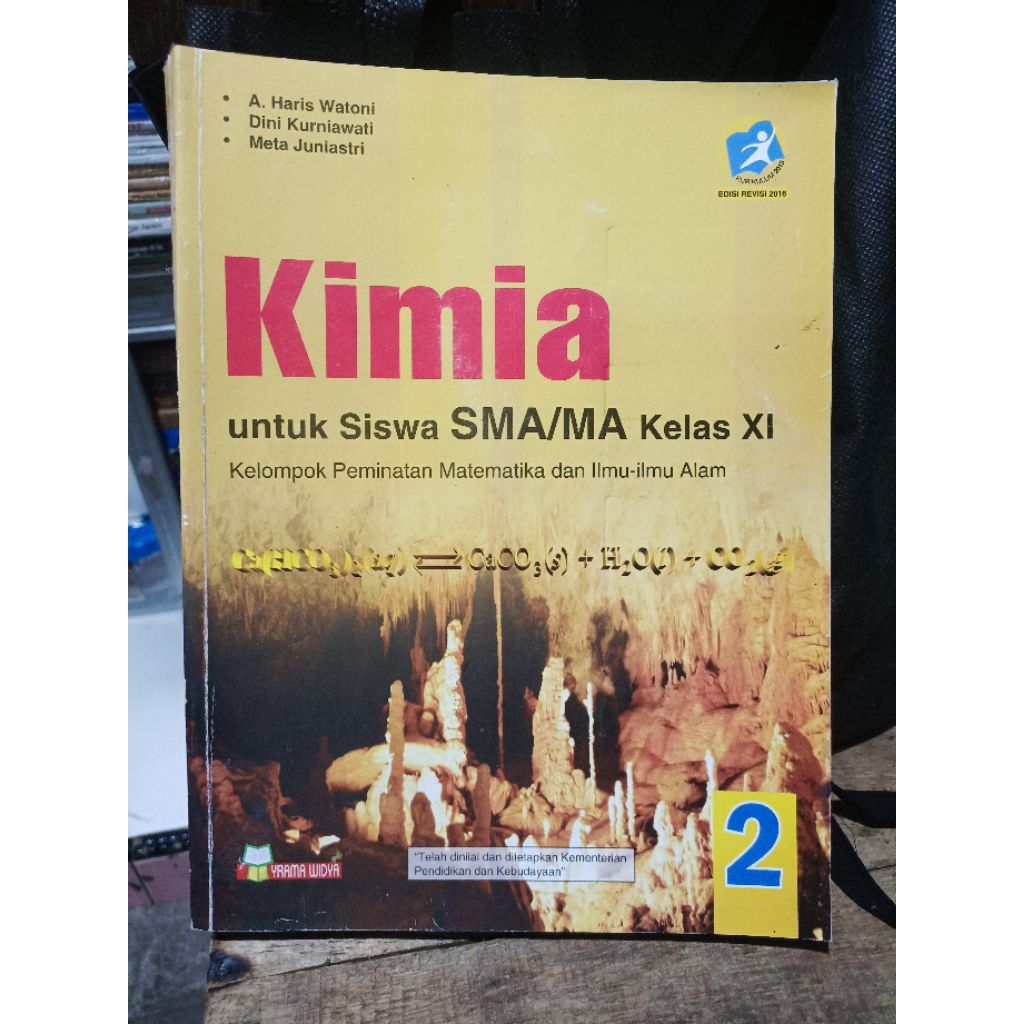 • A. Haris Watoni
• Dini Kurniawati
• Meta Juniastri
KURIKULUM 2013
EDISI REVISI 2016
Kimia
untuk Siswa SMA/MA Kelas XI
Kelompok Peminatan Matematika dan Ilmu-ilmu Alam
Ca(HCO₃)₂(aq) ⇌ CaCO₃(s) + H₂O(l) + CO₂(g)
2
YRAMA WIDYA
"Telah dinilai dan ditetapkan Kementerian
Pendidikan dan Kebudayaan"